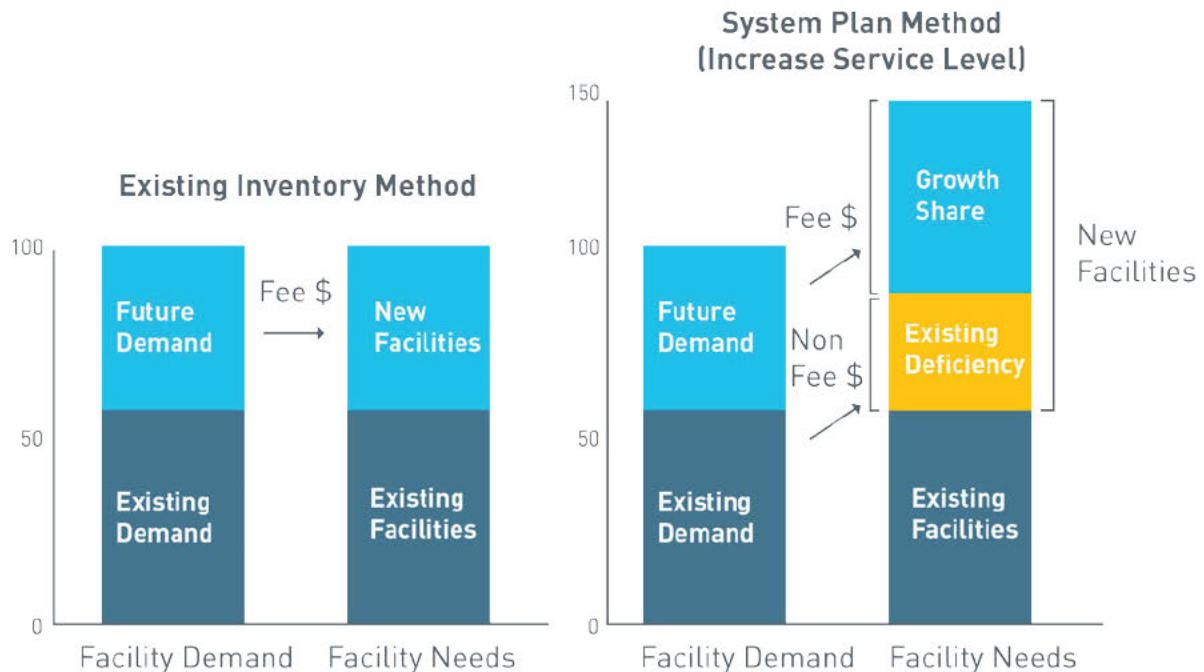 Existing Inventory Method
100
50
0
Future
Demand
Existing
Demand
Fee $
New
Facilities
Existing
Facilities
Facility Demand
Facility Needs
System Plan Method
(Increase Service Level)
150
100
50
0
Future
Demand
Existing
Demand
Fee $
Non
Fee $
Growth
Share
Existing
Deficiency
Existing
Facilities
New
Facilities
Facility Demand
Facility Needs